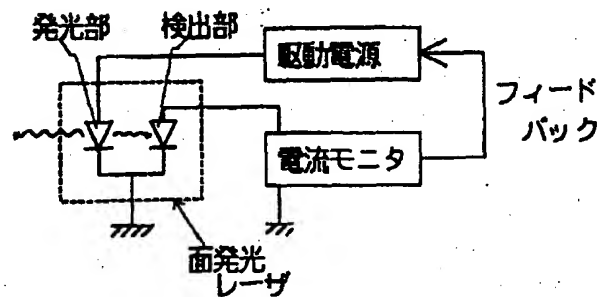 発光部
検出部
駆動電源
フィード
バック
電流モニタ
面発光
レーザ